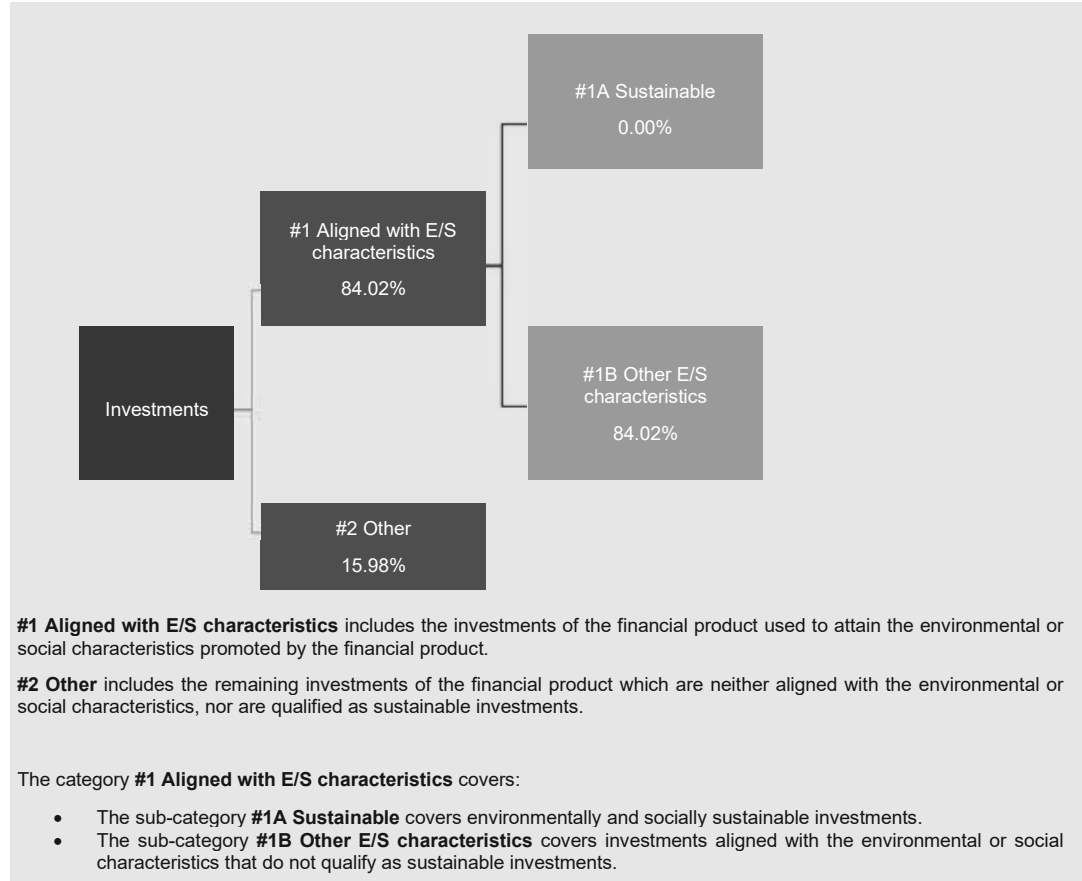 #1A Sustainable
0.00%
#1 Aligned with E/S
characteristics
84.02%
Investments
#1B Other E/S
characteristics
84.02%
#2 Other
15.98%
#1 Aligned with E/S characteristics includes the investments of the financial product used to attain the environmental or
social characteristics promoted by the financial product.
#2 Other includes the remaining investments of the financial product which are neither aligned with the environmental or
social characteristics, nor are qualified as sustainable investments.
The category #1 Aligned with E/S characteristics covers:
• The sub-category #1A Sustainable covers environmentally and socially sustainable investments.
• The sub-category #1B Other E/S characteristics covers investments aligned with the environmental or social
characteristics that do not qualify as sustainable investments.